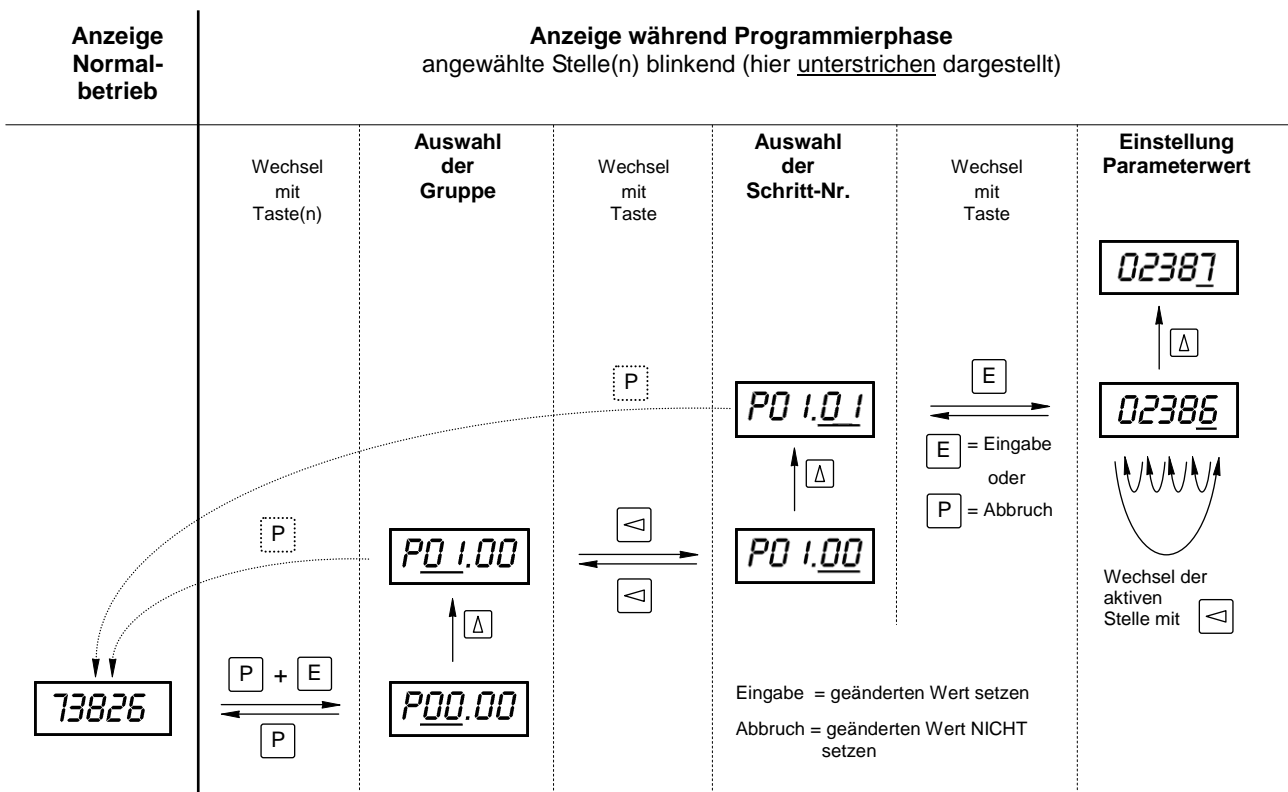 Anzeige
Normal-
betrieb
Anzeige während Programmierphase
angewählte Stelle(n) blinkend (hier unterstrichen dargestellt)
Wechsel
mit
Taste(n)
Auswahl
der
Gruppe
Wechsel
mit
Taste
Auswahl
der
Schritt-Nr.
Wechsel
mit
Taste
Einstellung
Parameterwert
02387
Δ
P
P01.01
E
02386
E = Eingabe
oder
P = Abbruch
Δ
P
P01.00
P01.00
Wechsel der
aktiven
Stelle mit
Δ
P + E
73826
P00.00
P
Eingabe = geänderten Wert setzen
Abbruch = geänderten Wert NICHT
setzen